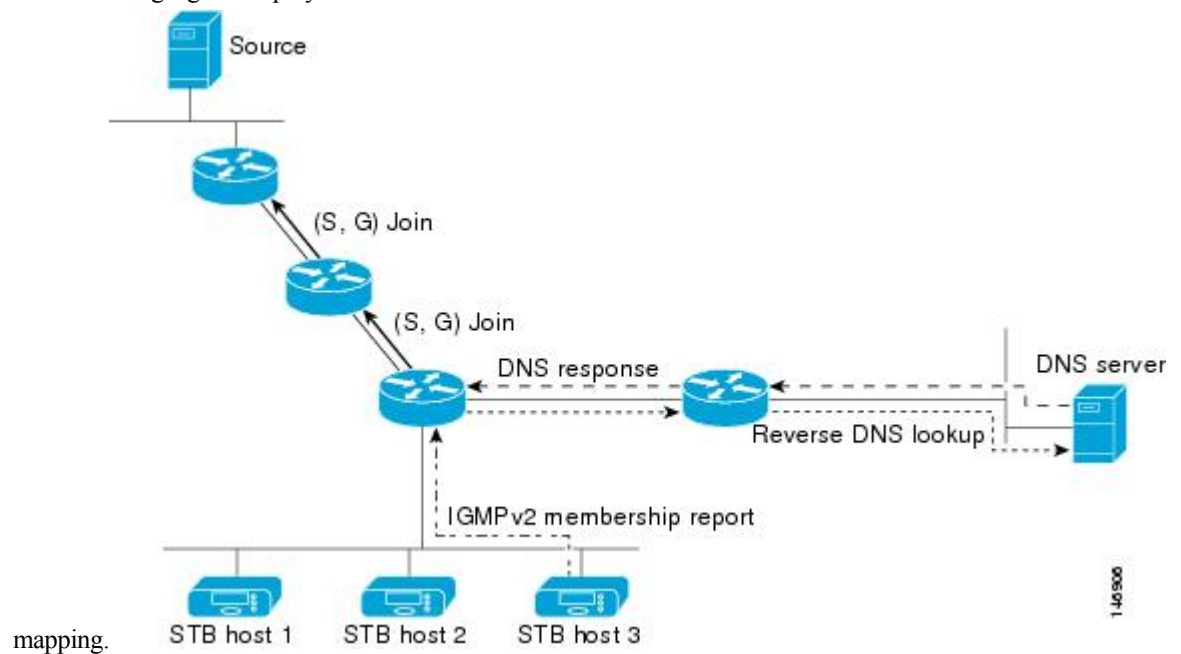 Source
(S, G) Join
(S, G) Join
DNS response
DNS server
Reverse DNS lookup
IGMPv2 membership report
STB host 1
STB host 2
STB host 3
146906
mapping.